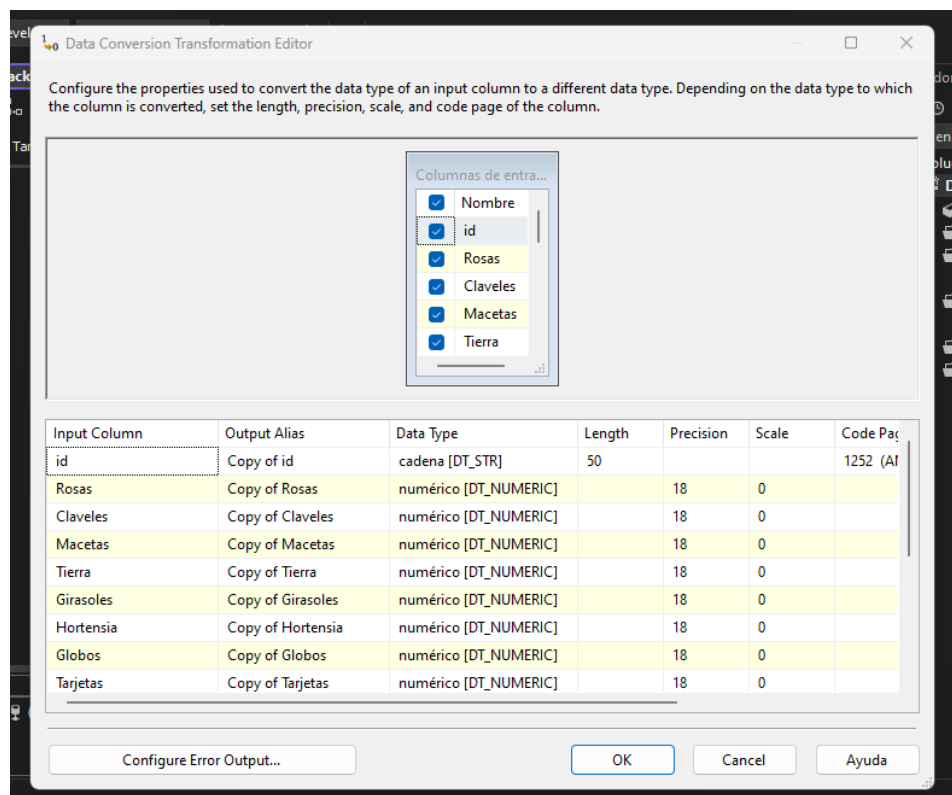 Data Conversion Transformation Editor
Configure the properties used to convert the data type of an input column to a different data type. Depending on the data type to which
the column is converted, set the length, precision, scale, and code page of the column.
Columnas de entra...
Nombre
id
Rosas
Claveles
Macetas
Tierra
Input Column Output Alias Data Type Length Precision Scale Code Pag
id Copy of id cadena [DT_STR] 50 1252 (AN
Rosas Copy of Rosas numérico [DT_NUMERIC] 18 0
Claveles Copy of Claveles numérico [DT_NUMERIC] 18 0
Macetas Copy of Macetas numérico [DT_NUMERIC] 18 0
Tierra Copy of Tierra numérico [DT_NUMERIC] 18 0
Girasoles Copy of Girasoles numérico [DT_NUMERIC] 18 0
Hortensia Copy of Hortensia numérico [DT_NUMERIC] 18 0
Globos Copy of Globos numérico [DT_NUMERIC] 18 0
Tarjetas Copy of Tarjetas numérico [DT_NUMERIC] 18 0
Configure Error Output... OK Cancel Ayuda